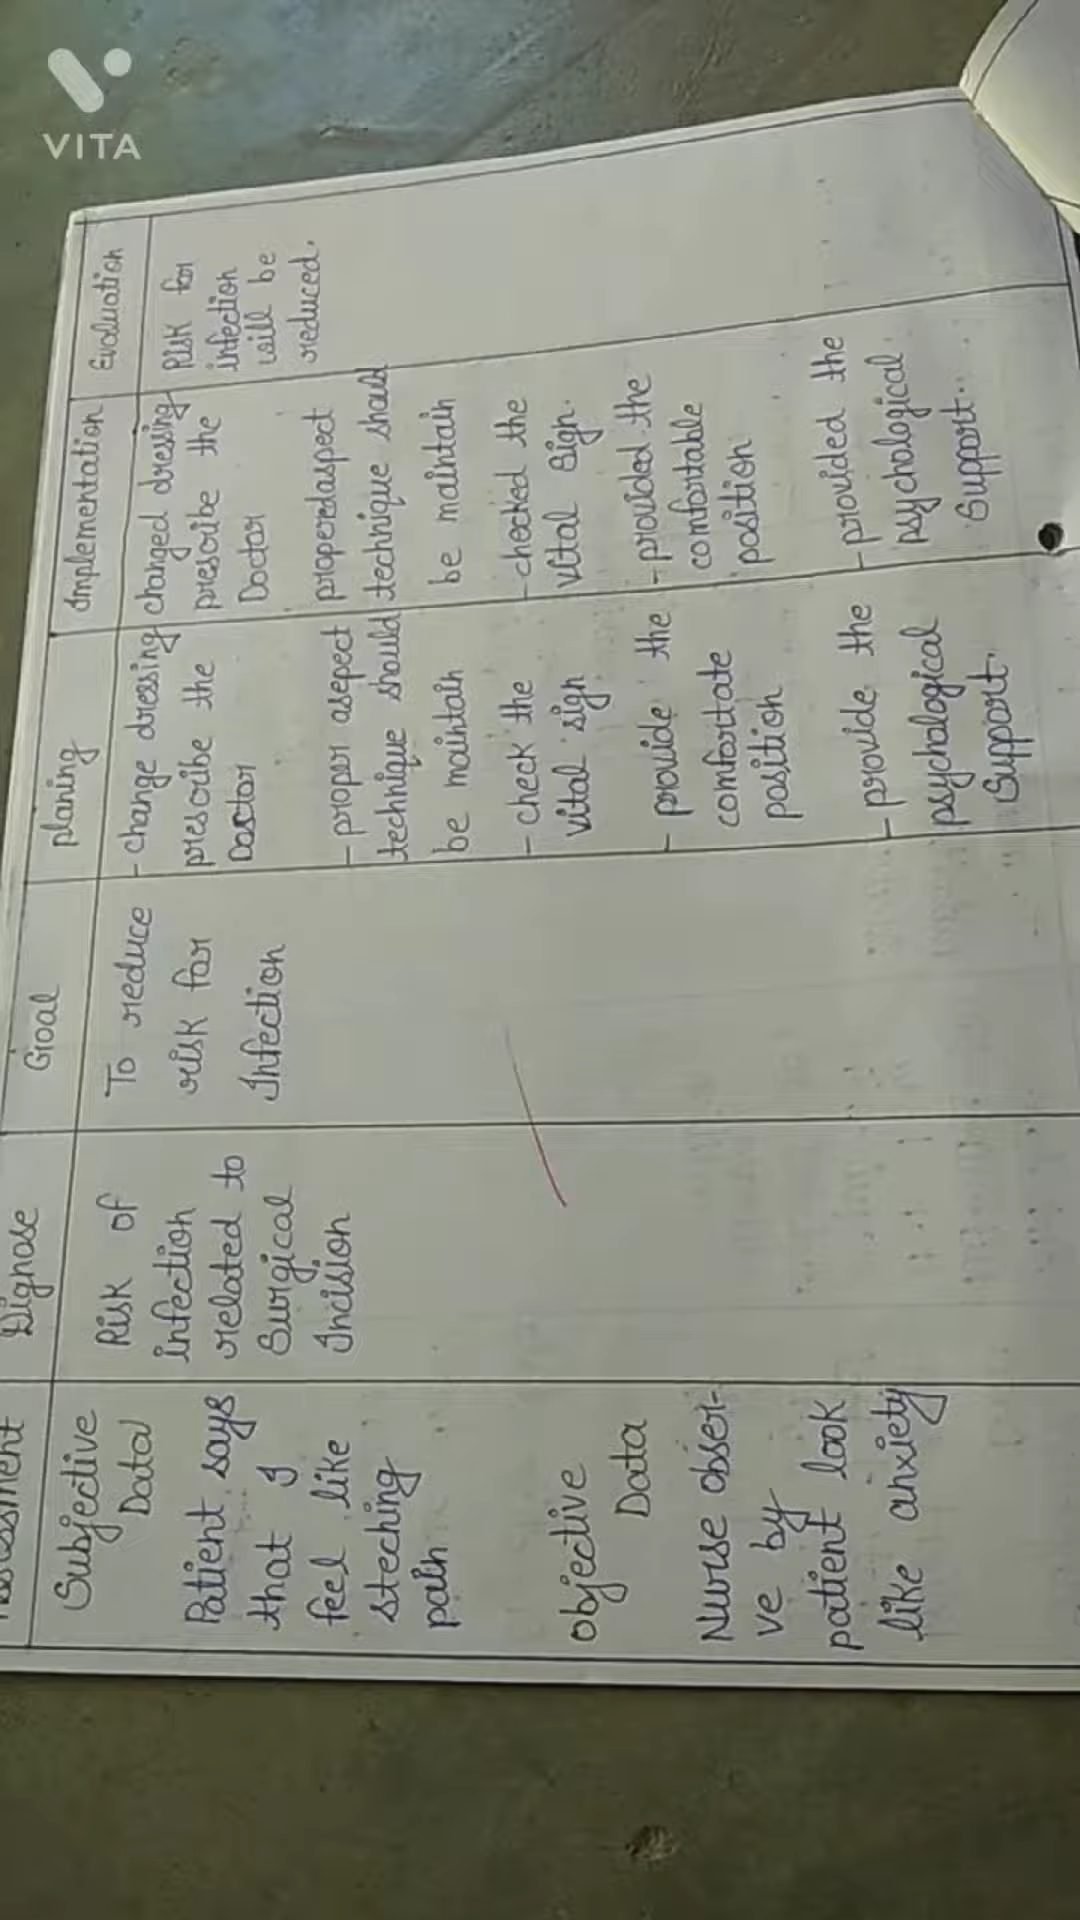 VITA
Dignose
Gioal
planing
Implementation
Evaluation
Subjective
Data
Patient says
that I
feel like
steching
pain
objective
Data
Nurse obser-
ve by
patient look
like anxiety
Risk of
infection
related to
Surgical
Incision
To reduce
risk for
Infection
- change dressing
prescribe the
Doctor
- proper asepect
technique should
be maintain
- check the
vital sign
- provide the
comfortate
position
- provide the
psychological
Support.
changed dressing
prescribe the
Doctor
properedaspect
technique should
be maintain
- checked the
vital sign.
- provided the
comfortable
position
- provided the
psychological
Support..
Risk for
infection
will be
reduced.